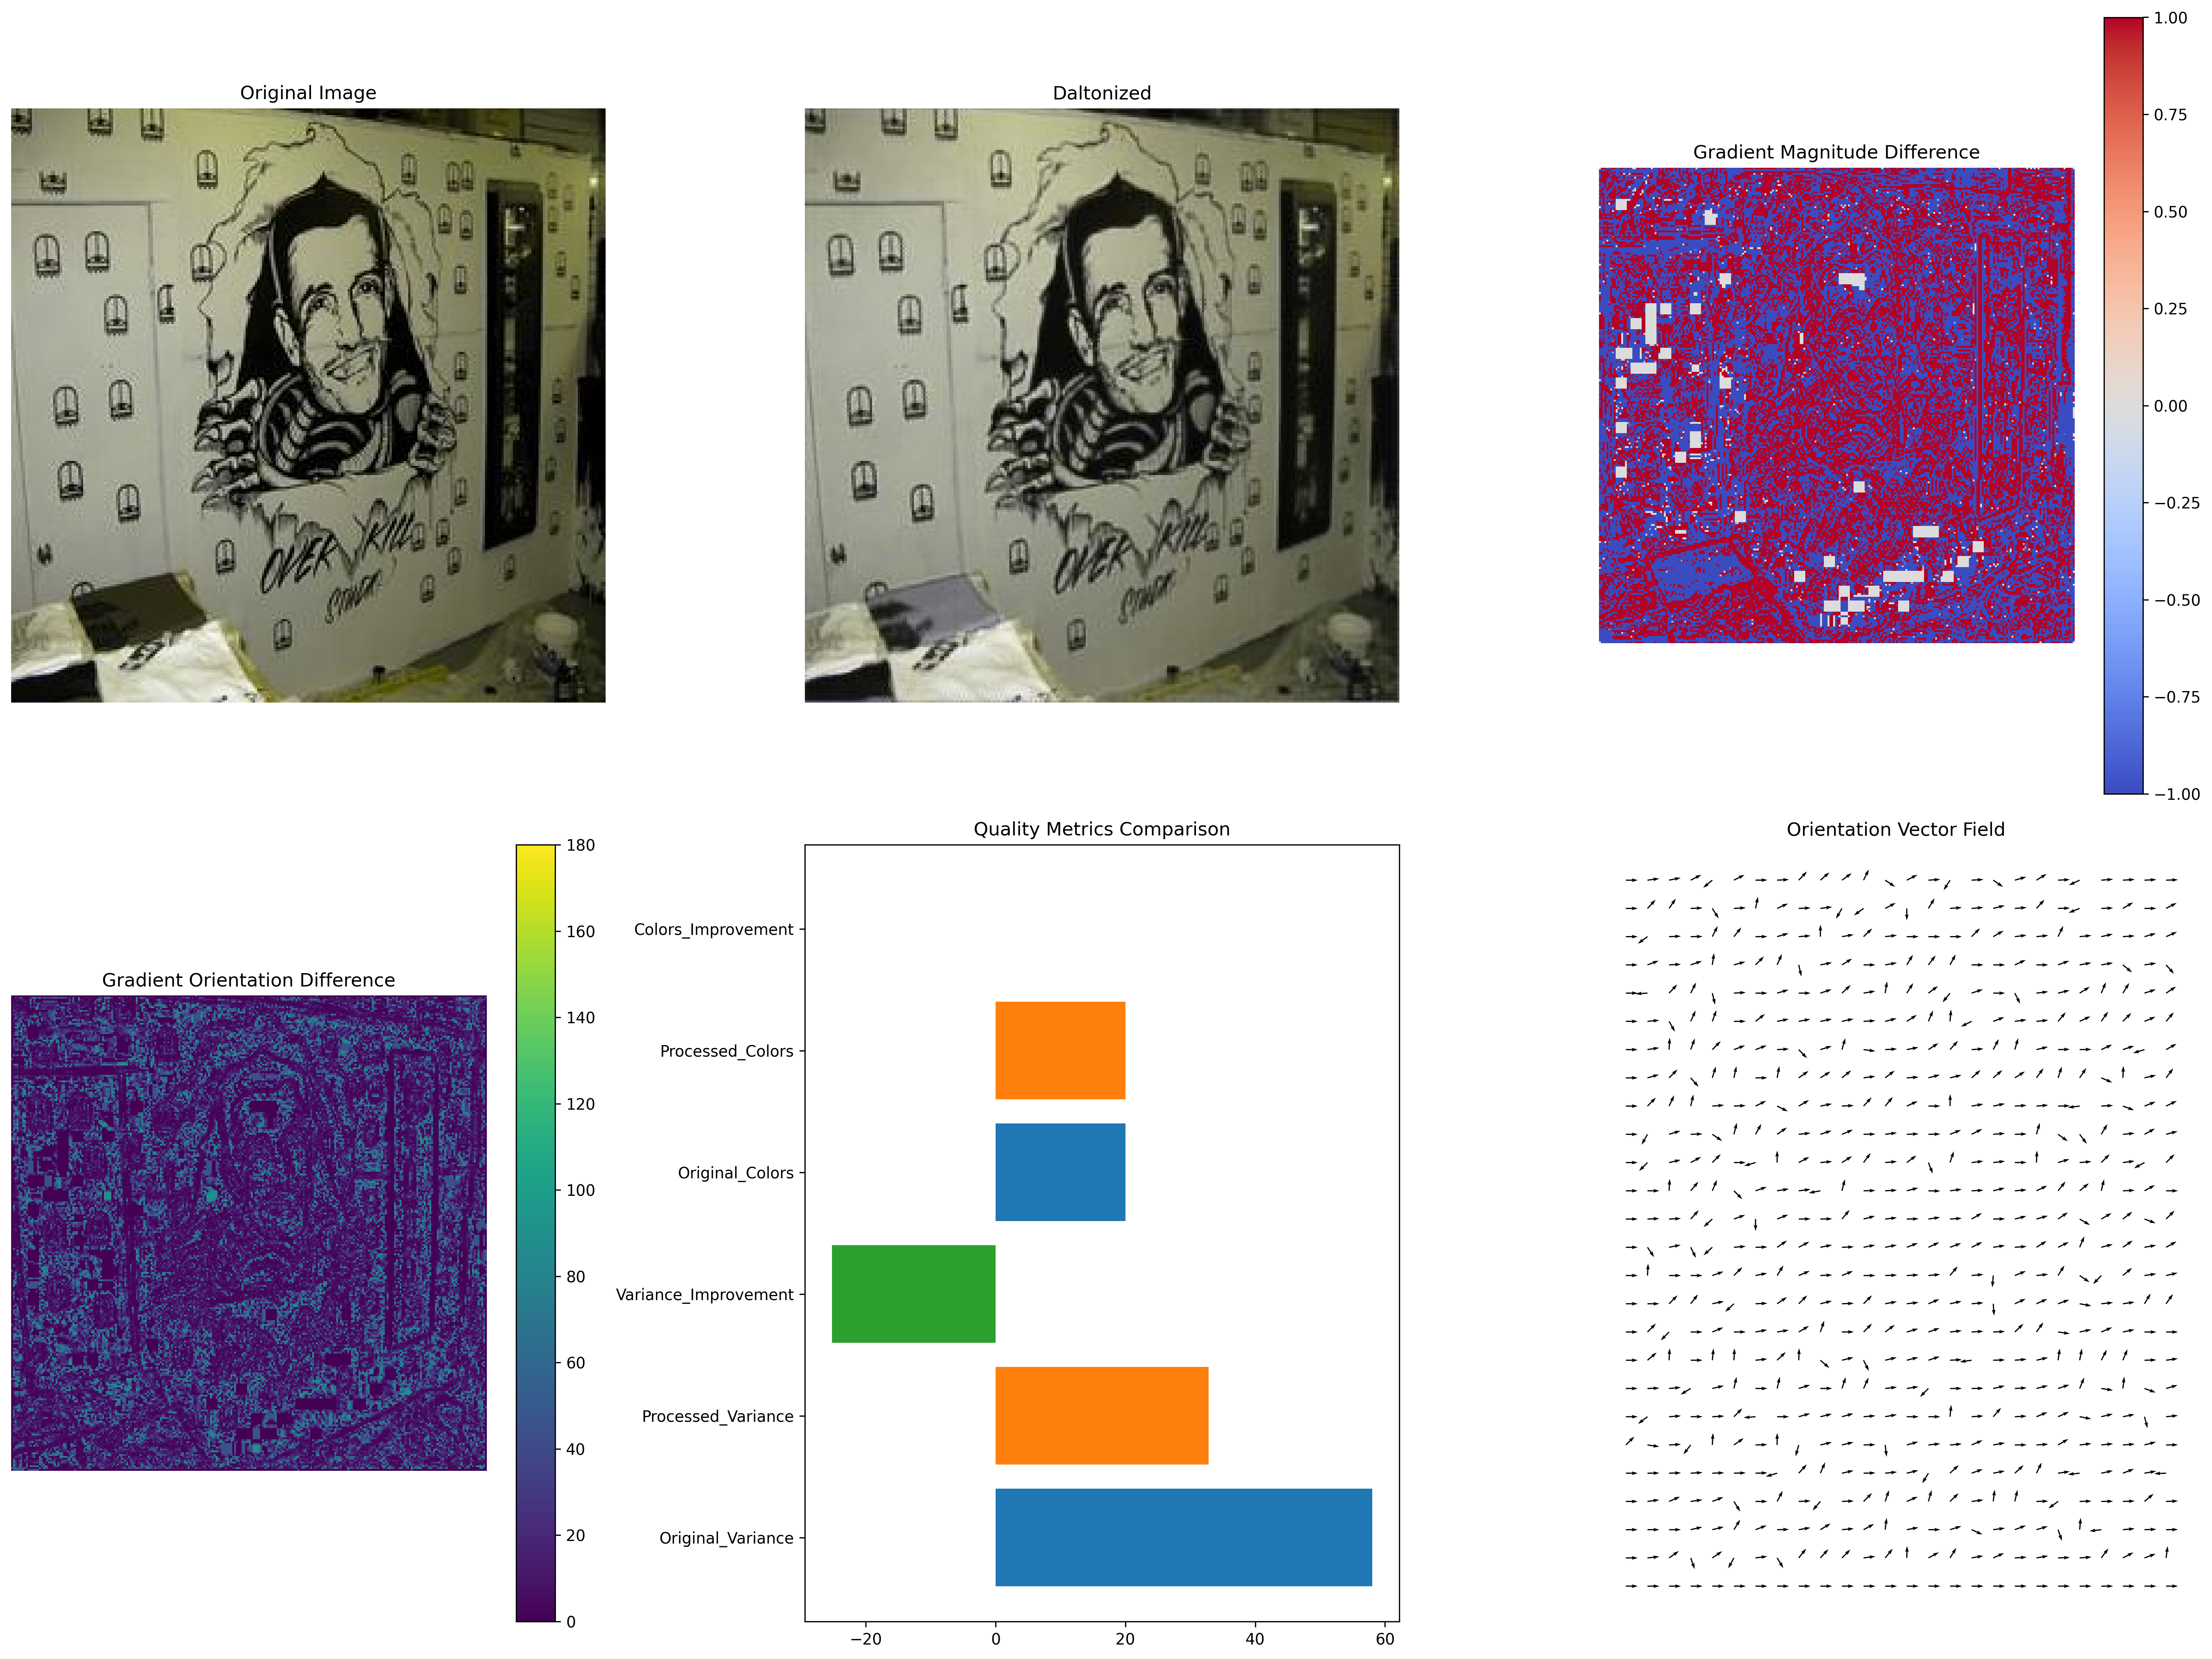 Original Image
Daltonized
Gradient Magnitude Difference
1.00
0.75
0.50
0.25
0.00
−0.25
−0.50
−0.75
−1.00
OVER KILL
OVER KILL
Gradient Orientation Difference
180
160
140
120
100
80
60
40
20
0
Quality Metrics Comparison
Colors_Improvement
Processed_Colors
Original_Colors
Variance_Improvement
Processed_Variance
Original_Variance
−20
0
20
40
60
Orientation Vector Field